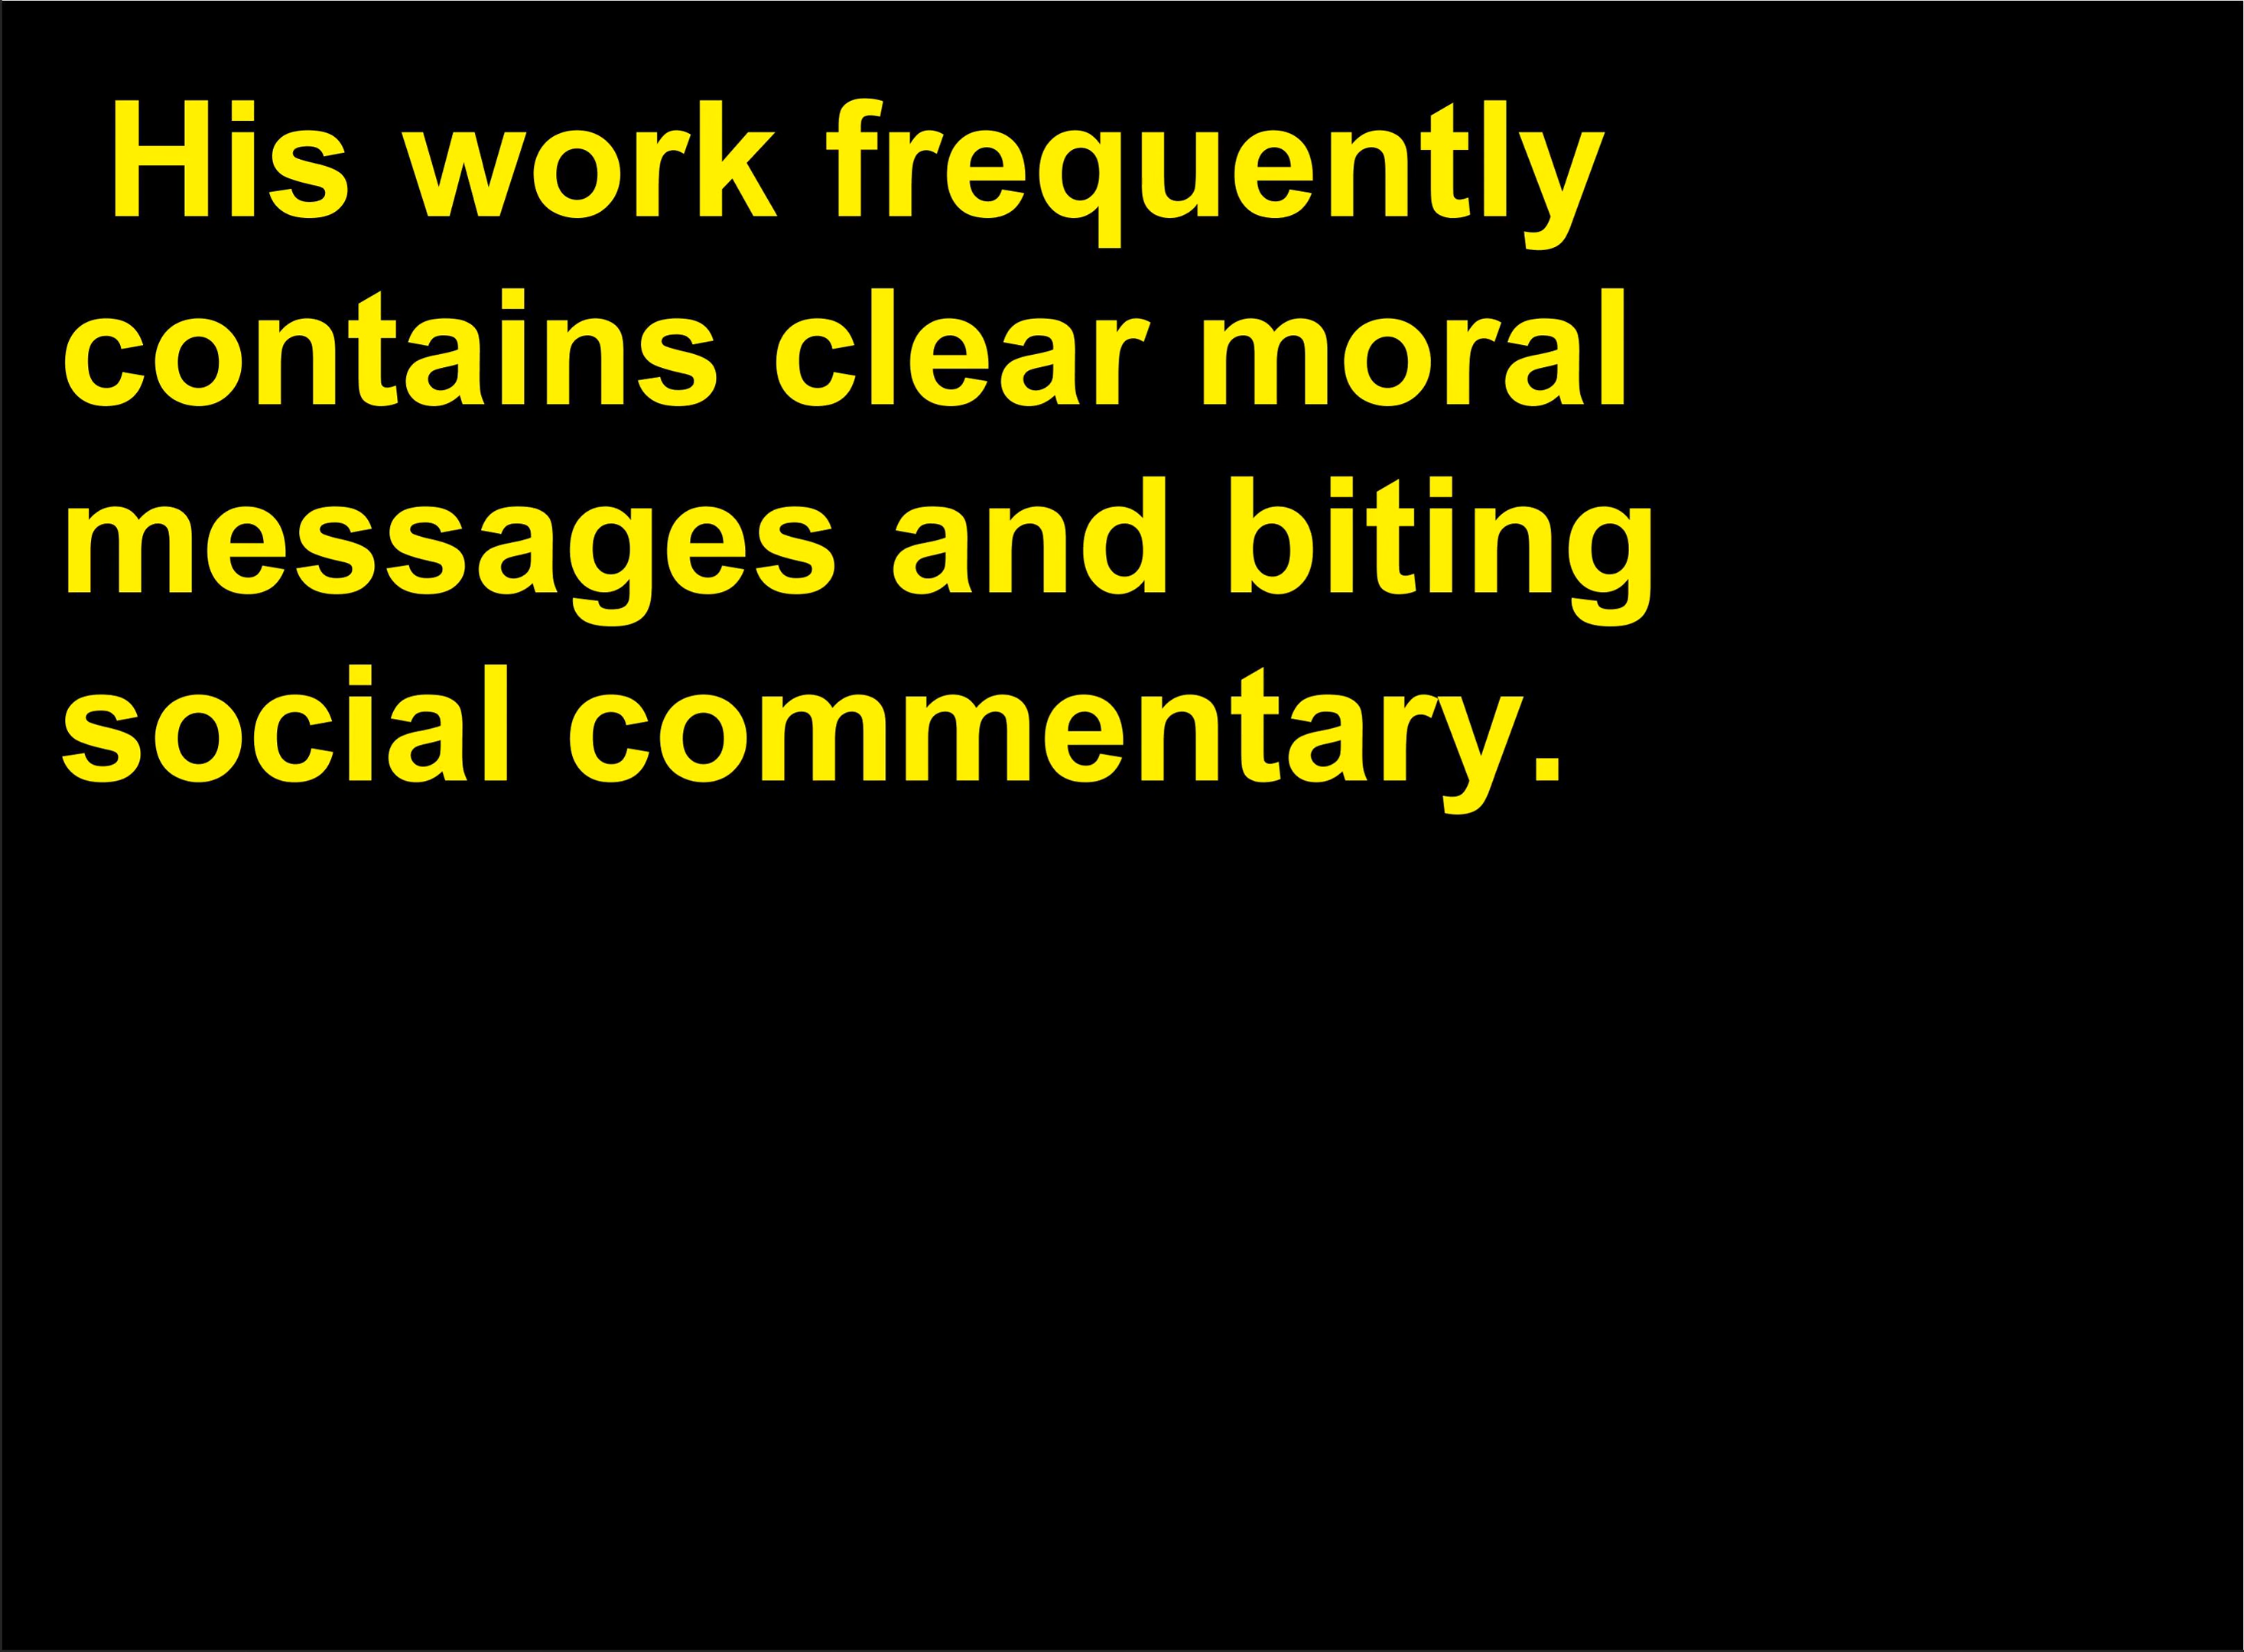 His work frequently
contains clear moral
messages and biting
social commentary.